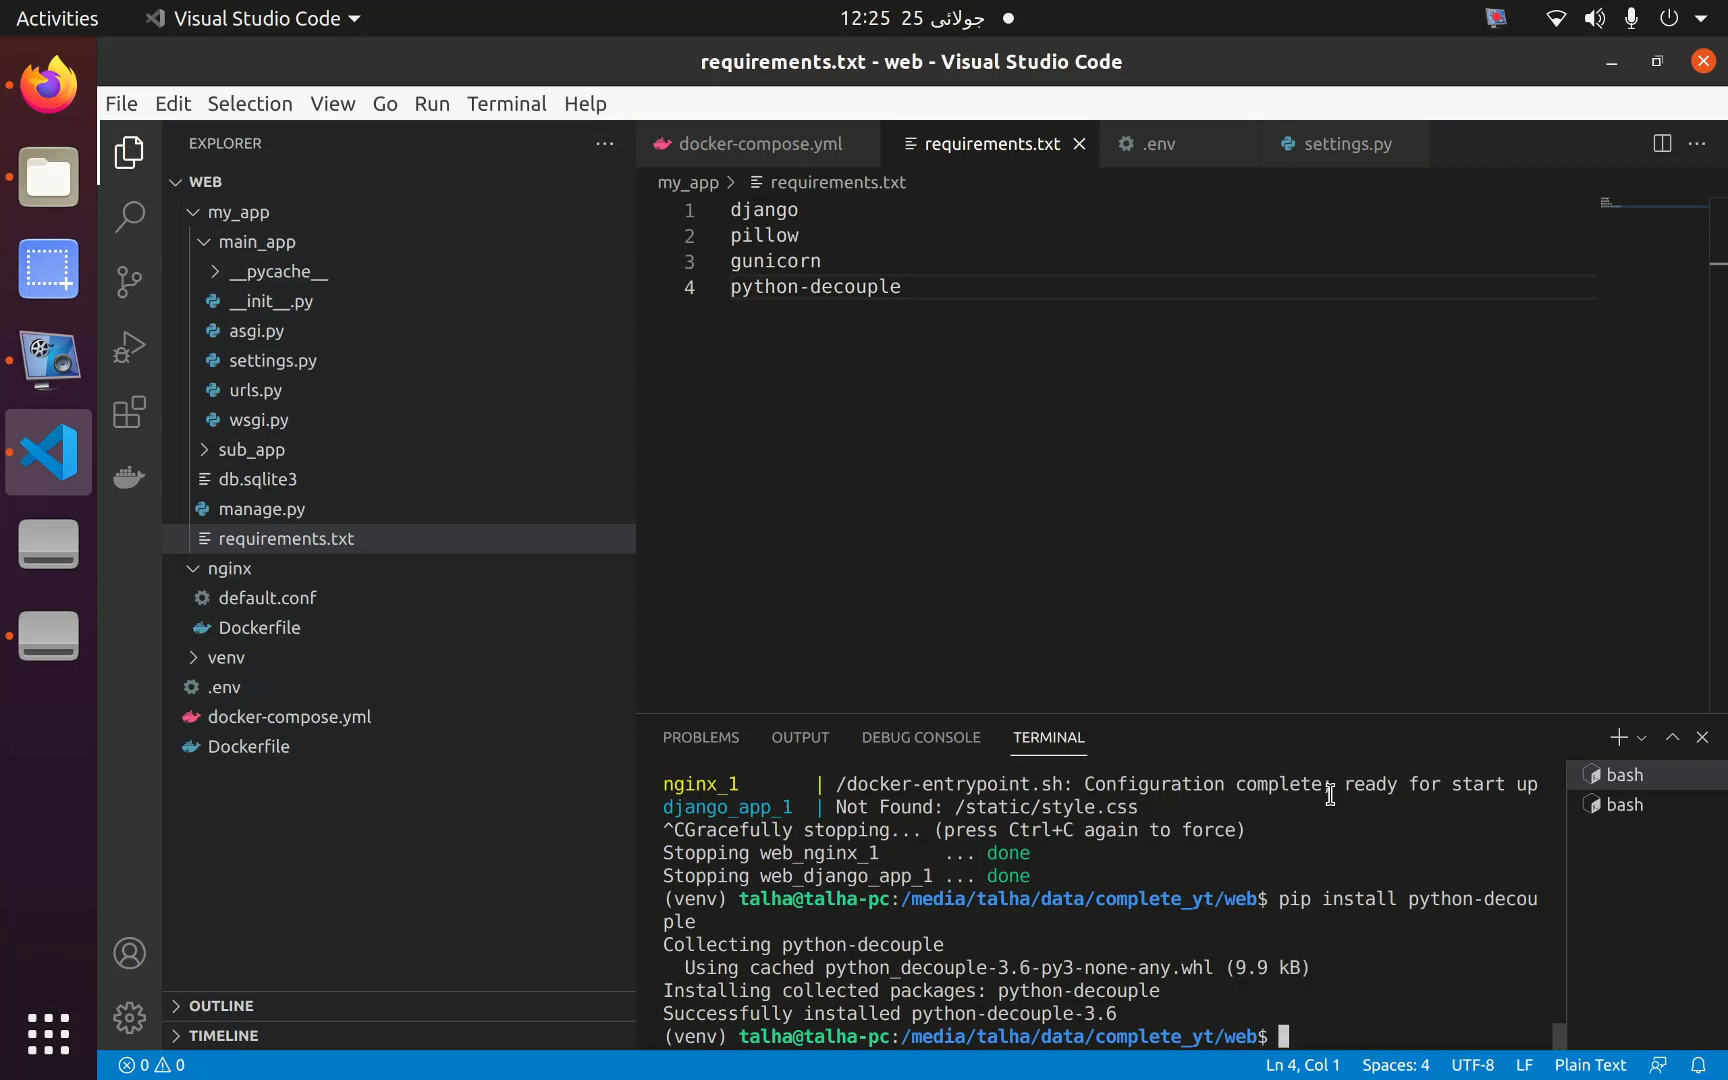 Activities
Visual Studio Code
12:25 25 جولائی
requirements.txt - web - Visual Studio Code
File Edit Selection View Go Run Terminal Help
EXPLORER
WEB
my_app
main_app
__pycache__
__init__.py
asgi.py
settings.py
urls.py
wsgi.py
sub_app
db.sqlite3
manage.py
requirements.txt
nginx
default.conf
Dockerfile
venv
.env
docker-compose.yml
Dockerfile
OUTLINE
TIMELINE
docker-compose.yml requirements.txt .env settings.py
my_app > requirements.txt
1 django
2 pillow
3 gunicorn
4 python-decouple
PROBLEMS OUTPUT DEBUG CONSOLE TERMINAL
nginx_1 | /docker-entrypoint.sh: Configuration complete; ready for start up
django_app_1 | Not Found: /static/style.css
^CGracefully stopping... (press Ctrl+C again to force)
Stopping web_nginx_1 ... done
Stopping web_django_app_1 ... done
(venv) talha@talha-pc:/media/talha/data/complete_yt/web$ pip install python-decou
ple
Collecting python-decouple
Using cached python_decouple-3.6-py3-none-any.whl (9.9 kB)
Installing collected packages: python-decouple
Successfully installed python-decouple-3.6
(venv) talha@talha-pc:/media/talha/data/complete_yt/web$
bash
bash
0 0
Ln 4, Col 1 Spaces: 4 UTF-8 LF Plain Text